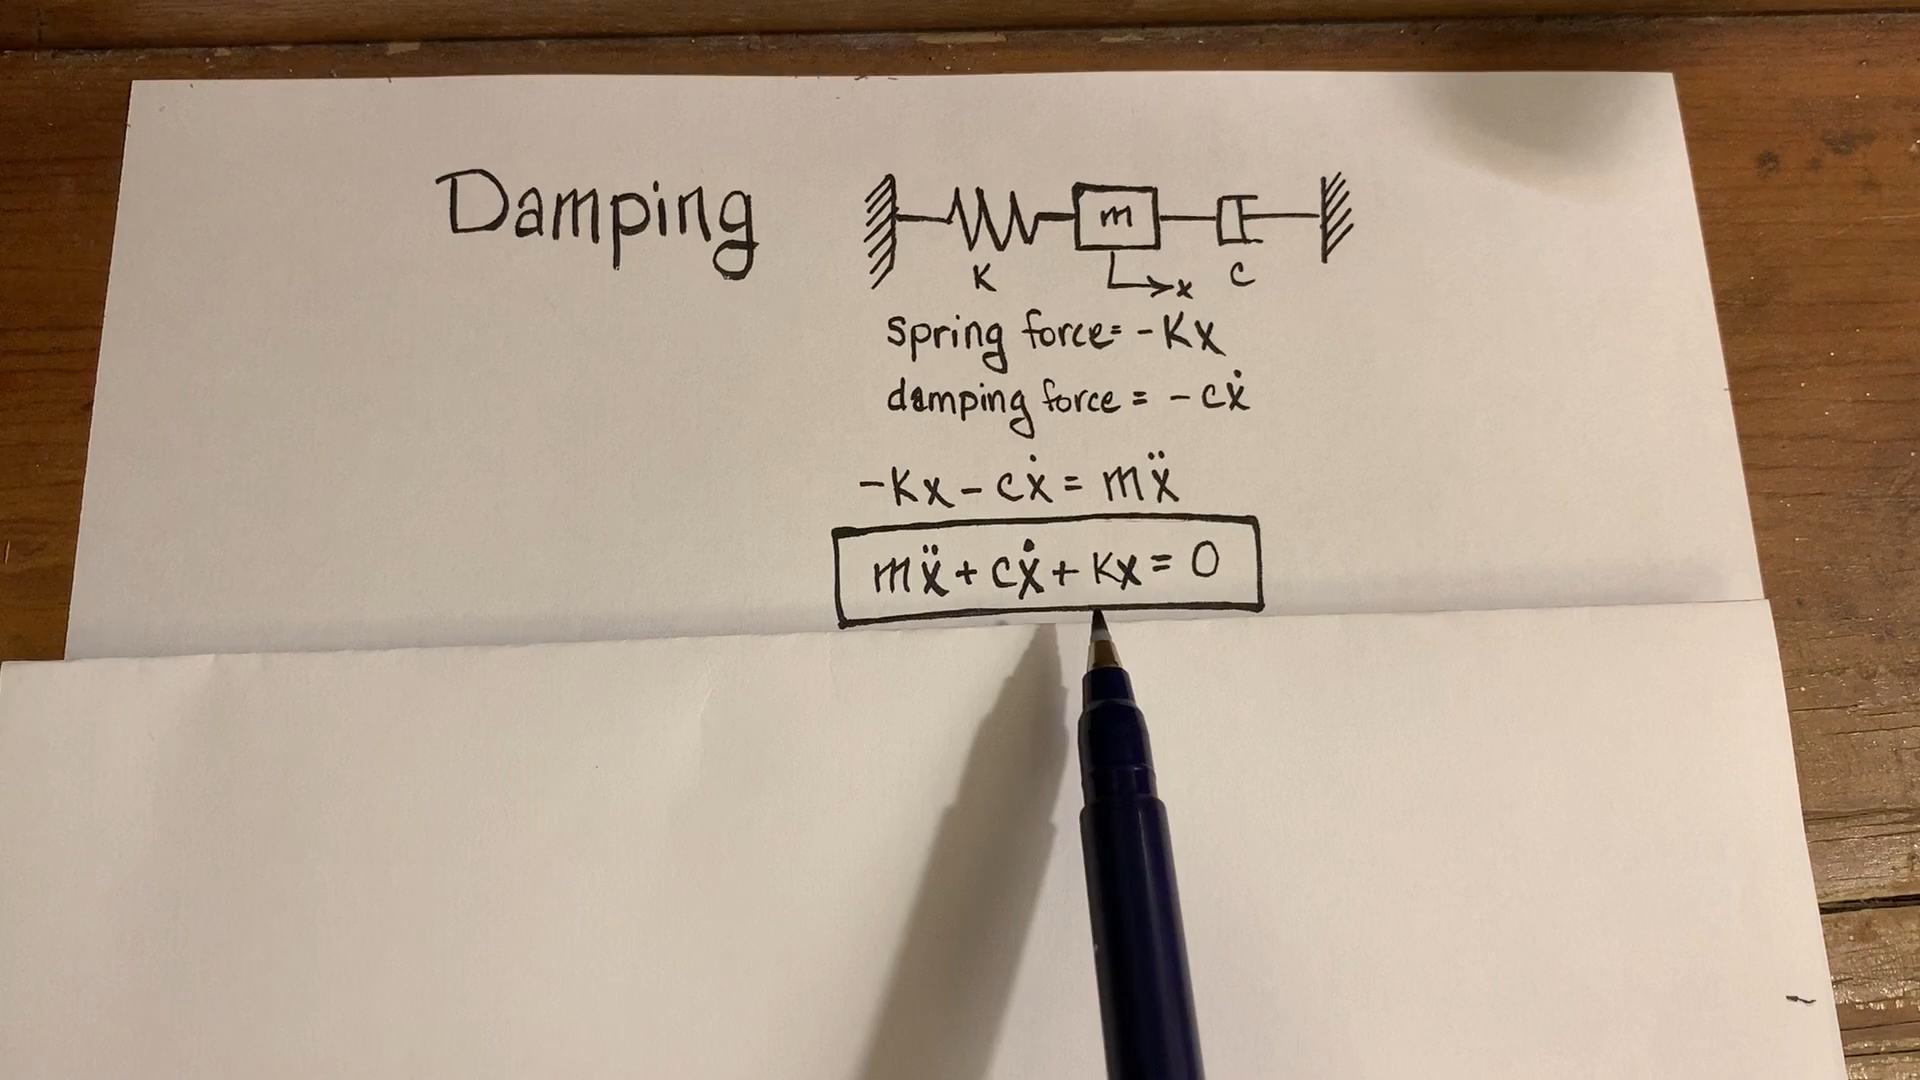 Damping
m
K
x
c
spring force = -Kx
damping force = -cẋ
-Kx - cẋ = mẍ
mẍ + cẋ + Kx = 0